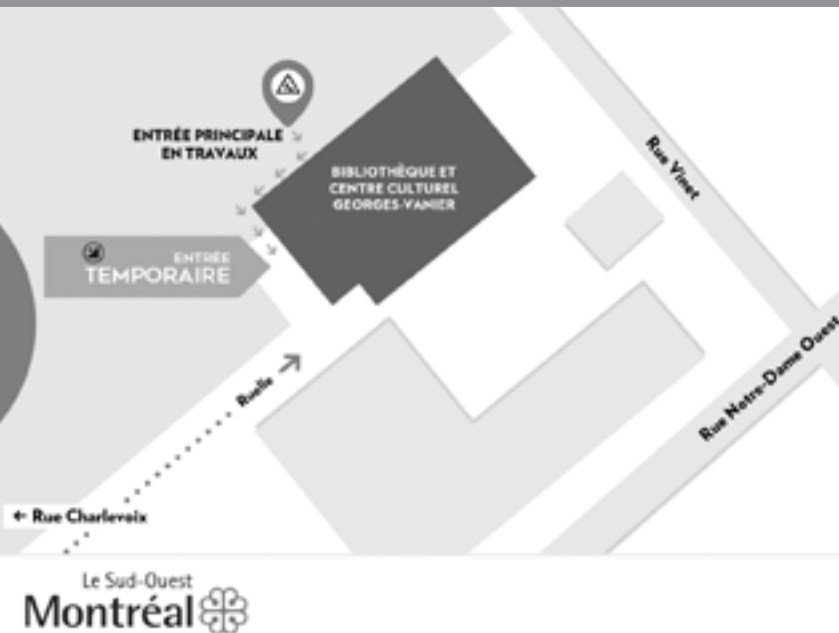 ENTRÉE PRINCIPALE
EN TRAVAUX
BIBLIOTHÈQUE ET
CENTRE CULTUREL
GEORGES-VANIER
Rue Vinet
ENTRÉE
TEMPORAIRE
Rue Notre-Dame Ouest
Ruelle
← Rue Charlevoix
Le Sud-Ouest
Montréal